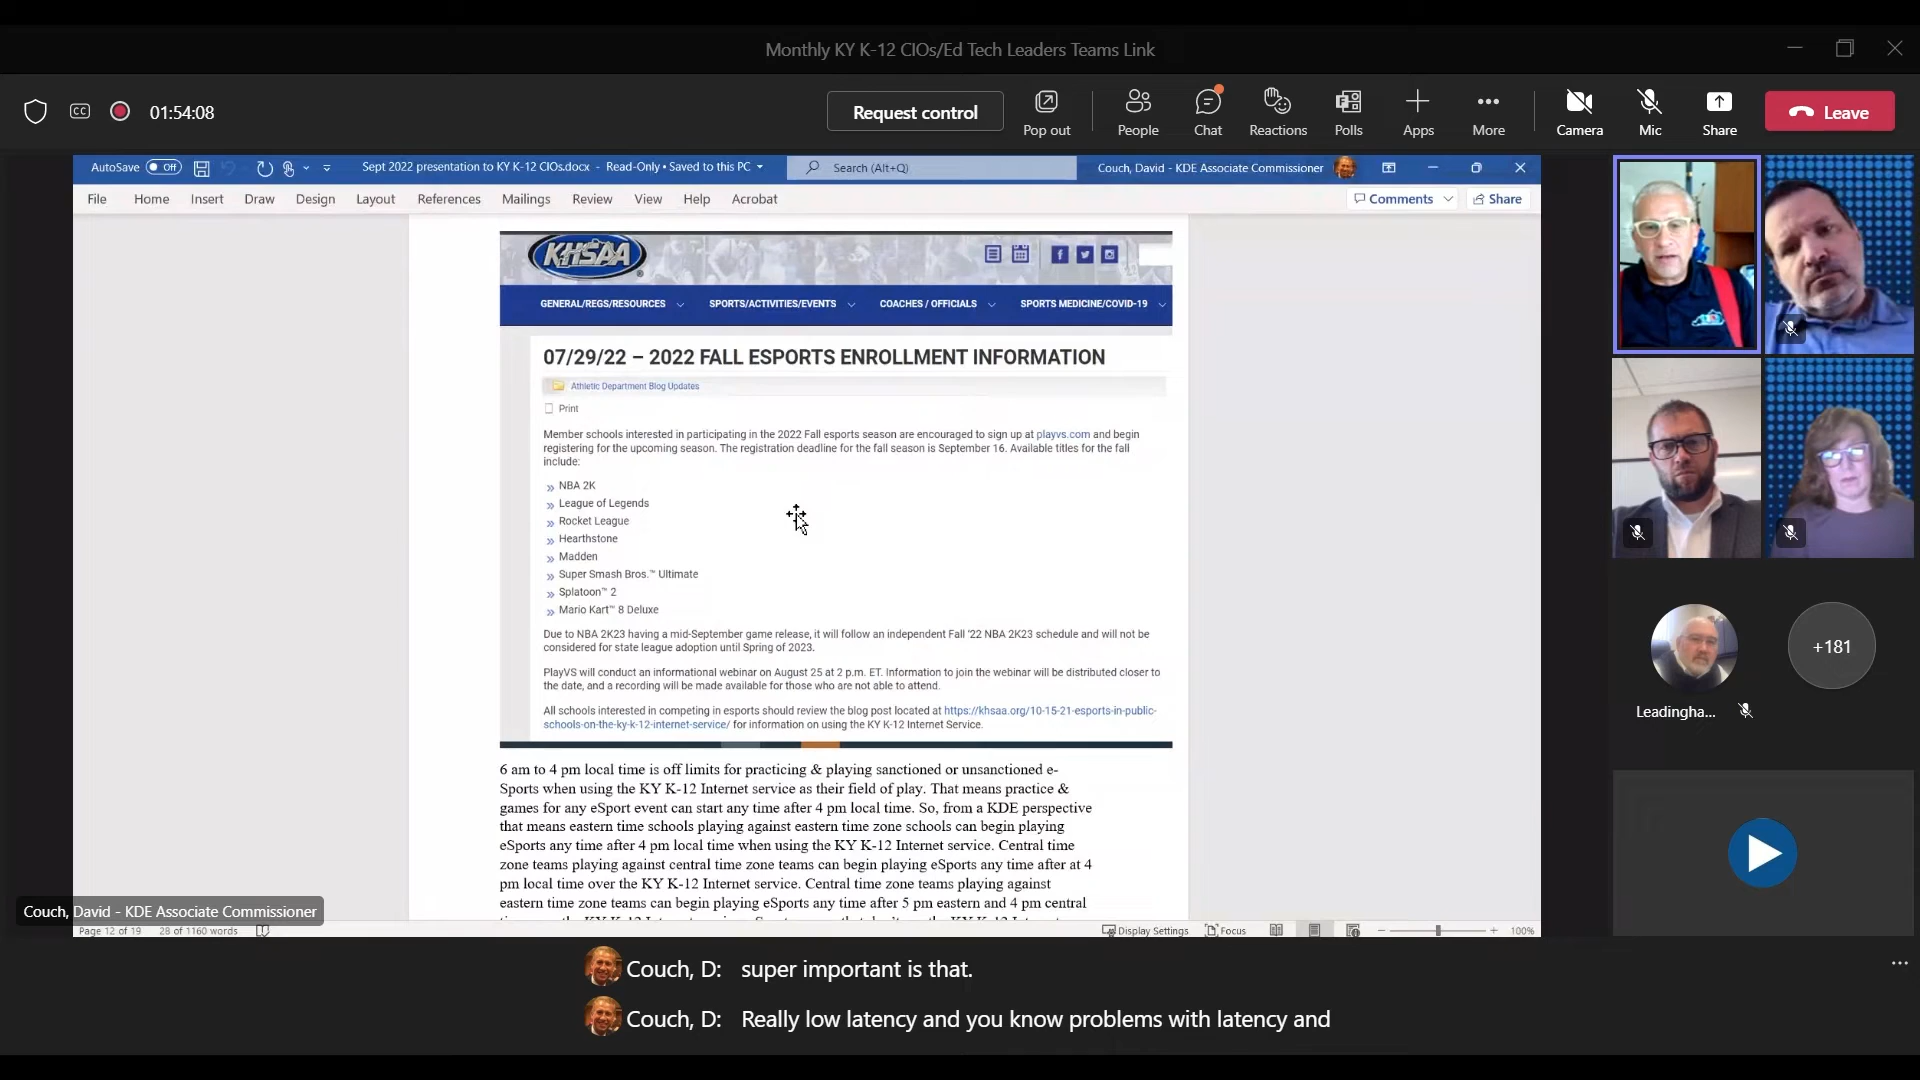 Monthly KY K-12 CIOs/Ed Tech Leaders Teams Link
CC
01:54:08
Request control
Pop out
People
Chat
Reactions
Polls
Apps
More
Camera
Mic
Share
Leave
AutoSave Off
Sept 2022 presentation to KY K-12 CIOs.docx - Read-Only • Saved to this PC
Search (Alt+Q)
Couch, David - KDE Associate Commissioner
File Home Insert Draw Design Layout References Mailings Review View Help Acrobat
Comments
Share
KHSAA
GENERAL/REGS/RESOURCES SPORTS/ACTIVITIES/EVENTS COACHES / OFFICIALS SPORTS MEDICINE/COVID-19
07/29/22 – 2022 FALL ESPORTS ENROLLMENT INFORMATION
Athletic Department Blog Updates
Print
Member schools interested in participating in the 2022 Fall esports season are encouraged to sign up at playvs.com and begin
registering for the upcoming season. The registration deadline for the fall season is September 16. Available titles for the fall
include:
» NBA 2K
» League of Legends
» Rocket League
» Hearthstone
» Madden
» Super Smash Bros.™ Ultimate
» Splatoon™ 2
» Mario Kart™ 8 Deluxe
Due to NBA 2K23 having a mid-September game release, it will follow an independent Fall '22 NBA 2K23 schedule and will not be
considered for state league adoption until Spring of 2023.
PlayVS will conduct an informational webinar on August 25 at 2 p.m. ET. Information to join the webinar will be distributed closer to
the date, and a recording will be made available for those who are not able to attend.
All schools interested in competing in esports should review the blog post located at https://khsaa.org/10-15-21-esports-in-public-
schools-on-the-ky-k-12-internet-service/ for information on using the KY K-12 Internet Service.
6 am to 4 pm local time is off limits for practicing & playing sanctioned or unsanctioned e-
Sports when using the KY K-12 Internet service as their field of play. That means practice &
games for any eSport event can start any time after 4 pm local time. So, from a KDE perspective
that means eastern time schools playing against eastern time zone schools can begin playing
eSports any time after 4 pm local time when using the KY K-12 Internet service. Central time
zone teams playing against central time zone teams can begin playing eSports any time after at 4
pm local time over the KY K-12 Internet service. Central time zone teams playing against
eastern time zone teams can begin playing eSports any time after 5 pm eastern and 4 pm central
Couch, David - KDE Associate Commissioner
Page 12 of 19 28 of 1160 words
Display Settings Focus
100%
+181
Leadingha...
Couch, D: super important is that.
Couch, D: Really low latency and you know problems with latency and